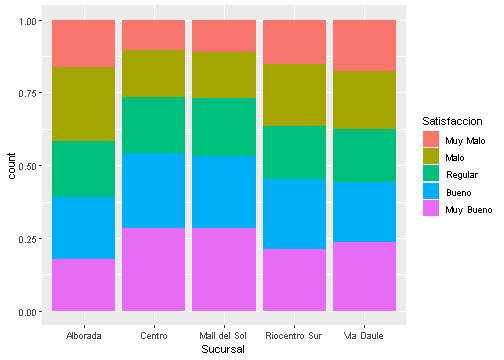 1.00
0.75
0.50
0.25
0.00
count
Alborada
Centro
Mall del Sol
Riocentro Sur
Via Daule
Sucursal
Satisfaccion
Muy Malo
Malo
Regular
Bueno
Muy Bueno